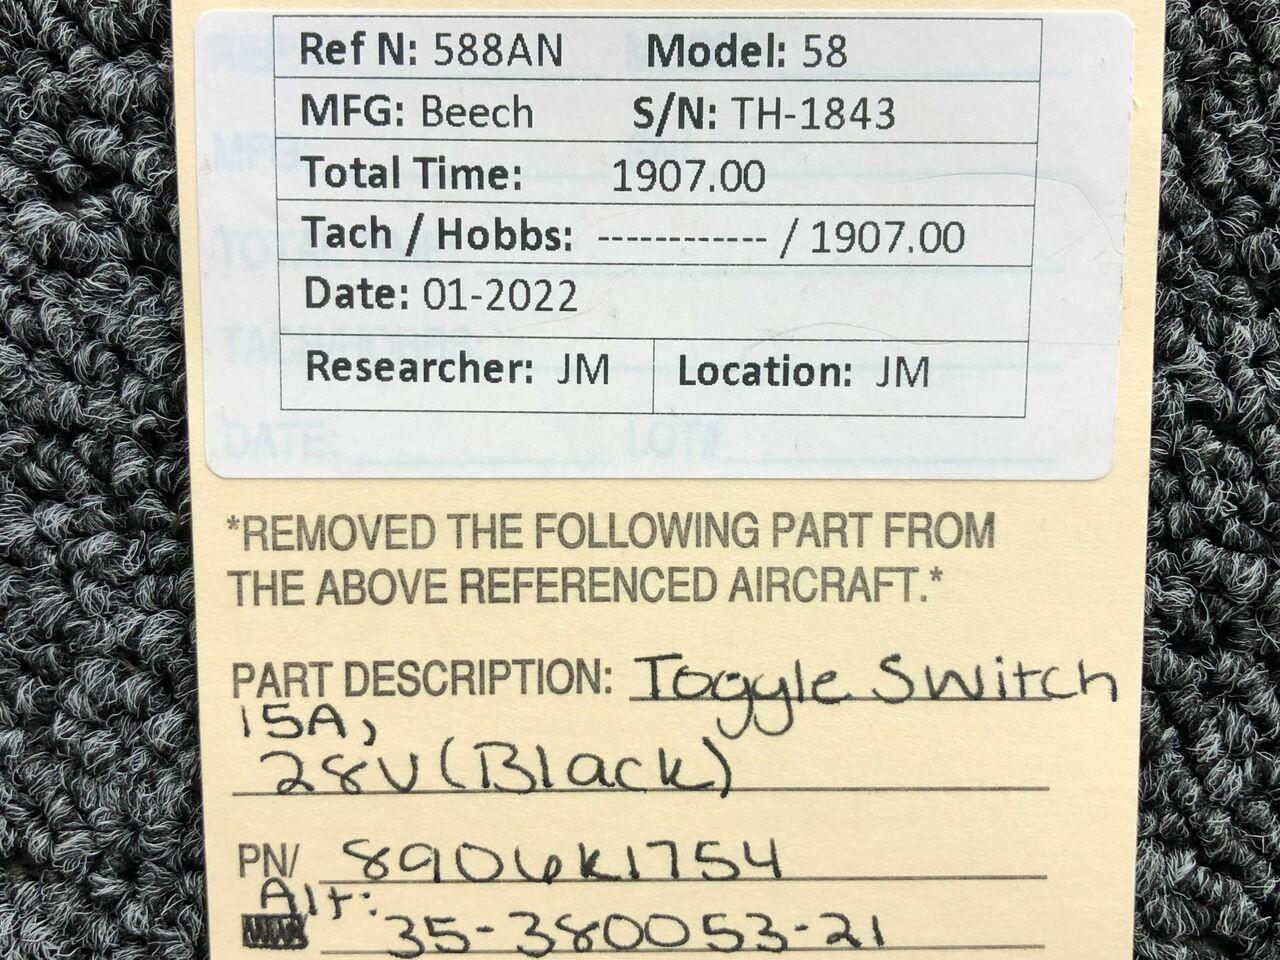 Ref N: 588AN Model: 58
MFG: Beech S/N: TH-1843
Total Time: 1907.00
Tach / Hobbs: ------------ / 1907.00
Date: 01-2022
Researcher: JM Location: JM
DATE: LOT#
*REMOVED THE FOLLOWING PART FROM
THE ABOVE REFERENCED AIRCRAFT.*
PART DESCRIPTION: Toggle Switch
15A,
28V (Black)
PN/ 8906K1754
Alt:
35-380053-21